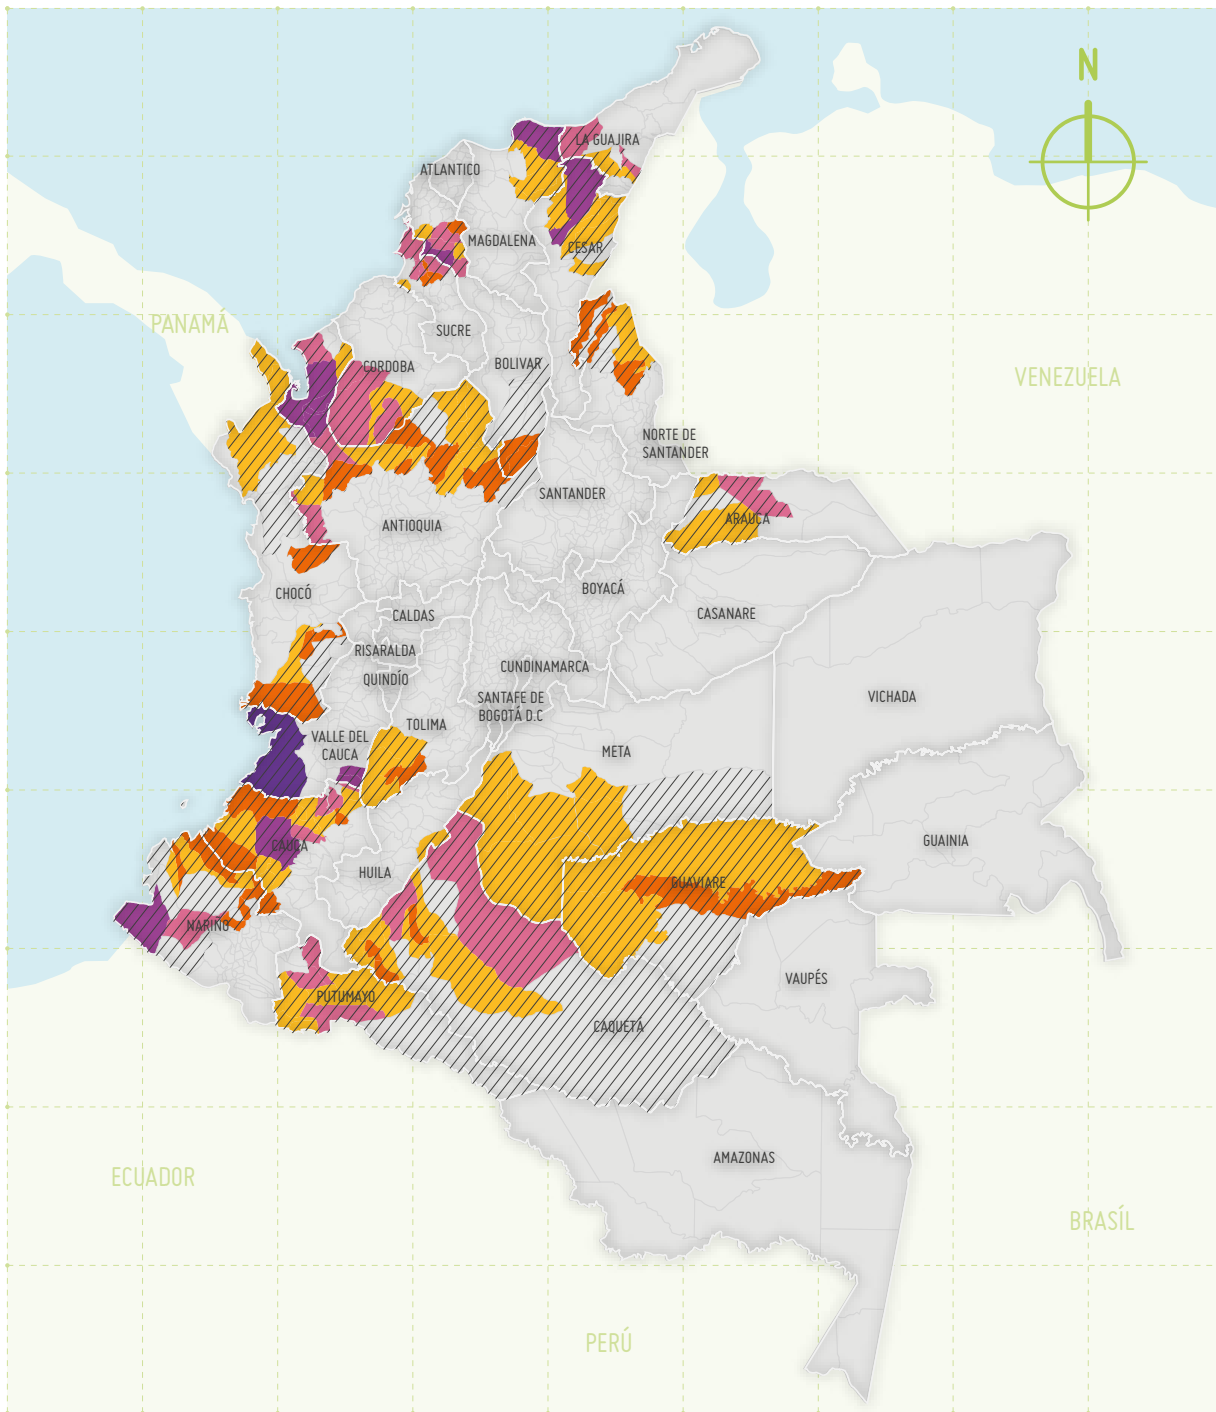 N
LA GUAJIRA
ATLANTICO
MAGDALENA
CESAR
PANAMÁ
SUCRE
CORDOBA
BOLIVAR
VENEZUELA
NORTE DE
SANTANDER
SANTANDER
ANTIOQUIA
ARAUCA
CHOCÓ
BOYACÁ
CALDAS
CASANARE
RISARALDA
CUNDINAMARCA
QUINDÍO
SANTAFE DE
BOGOTÁ D.C
VICHADA
TOLIMA
VALLE DEL
CAUCA
META
CAUCA
GUAINIA
HUILA
GUAVIARE
NARIÑO
VAUPÉS
PUTUMAYO
CAQUETA
AMAZONAS
ECUADOR
BRASÍL
PERÚ